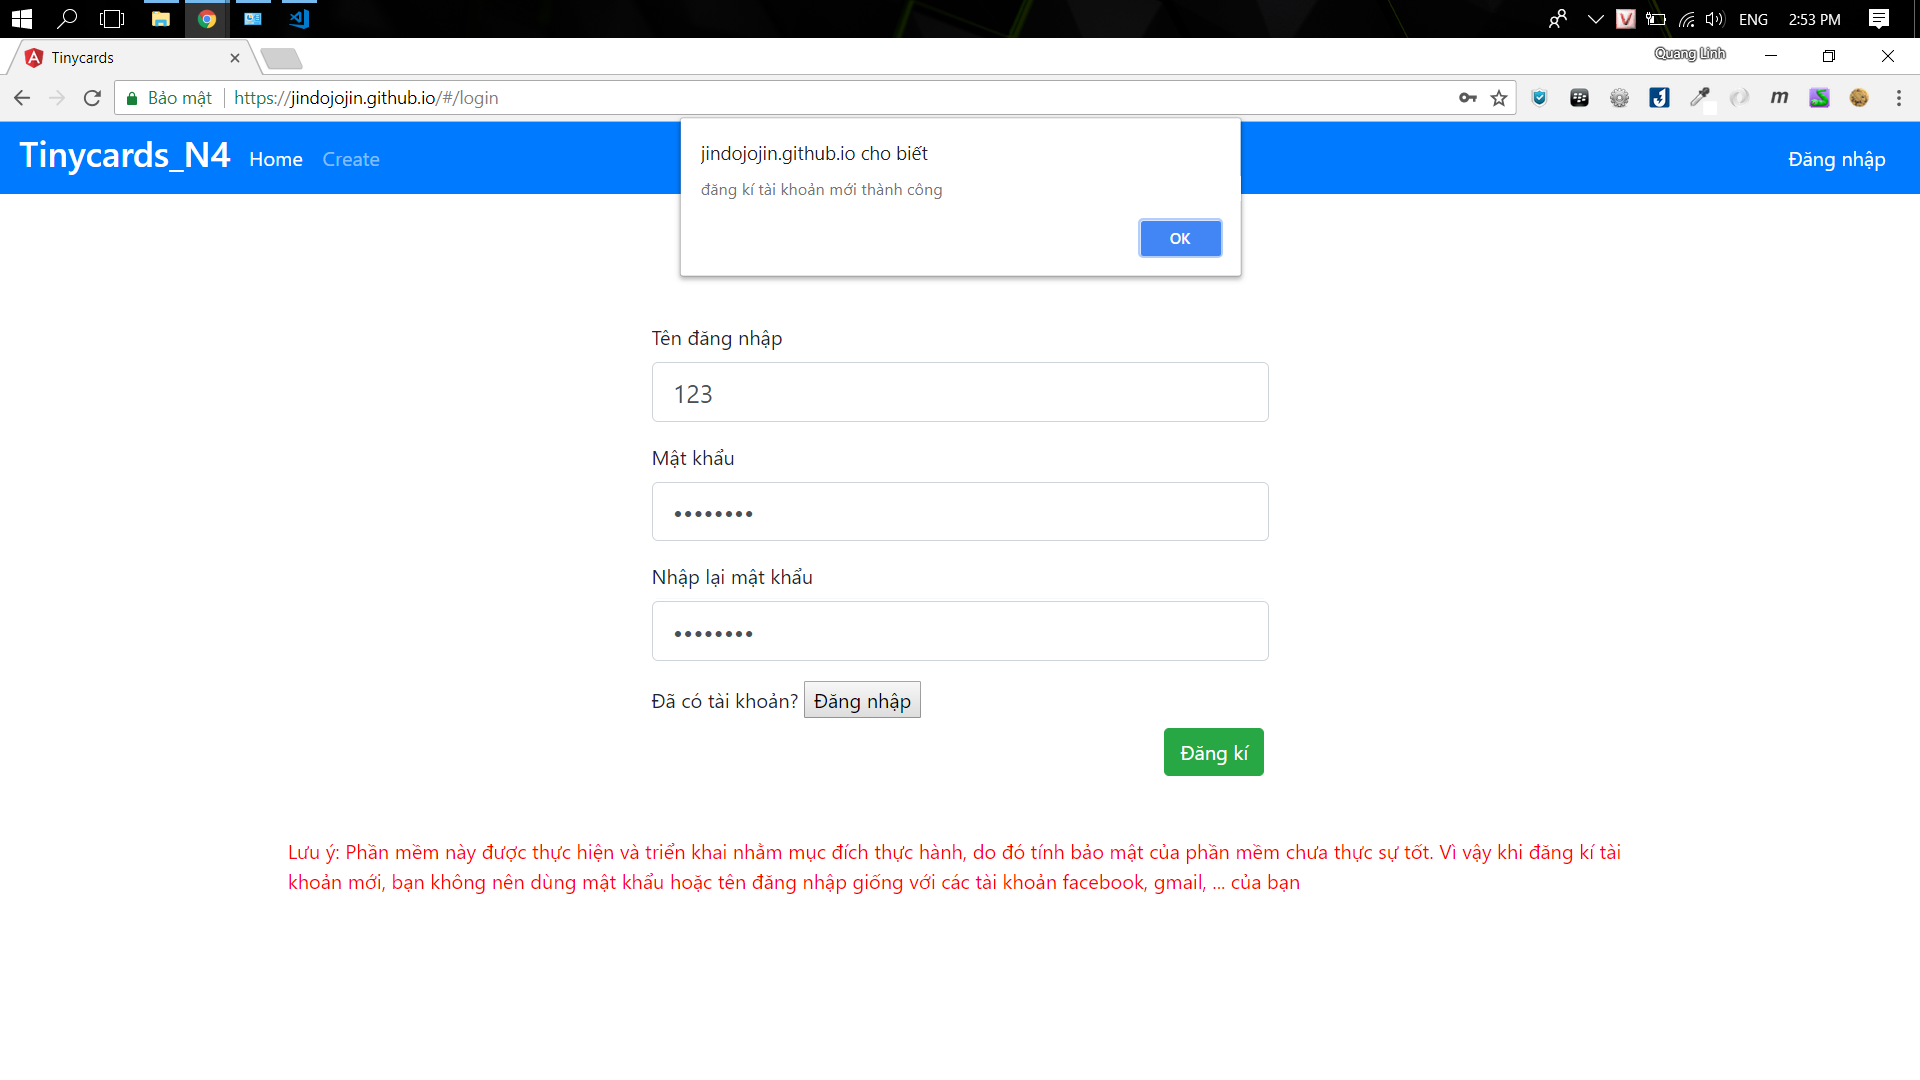 ENG
2:53 PM
Tinycards
Quang Linh
Bảo mật
https://jindojojin.github.io/#/login
Tinycards_N4
Home
Create
Đăng nhập
jindojojin.github.io cho biết
đăng kí tài khoản mới thành công
OK
Tên đăng nhập
123
Mật khẩu
••••••••
Nhập lại mật khẩu
••••••••
Đã có tài khoản? Đăng nhập
Đăng kí
Lưu ý: Phần mềm này được thực hiện và triển khai nhằm mục đích thực hành, do đó tính bảo mật của phần mềm chưa thực sự tốt. Vì vậy khi đăng kí tài
khoản mới, bạn không nên dùng mật khẩu hoặc tên đăng nhập giống với các tài khoản facebook, gmail, ... của bạn